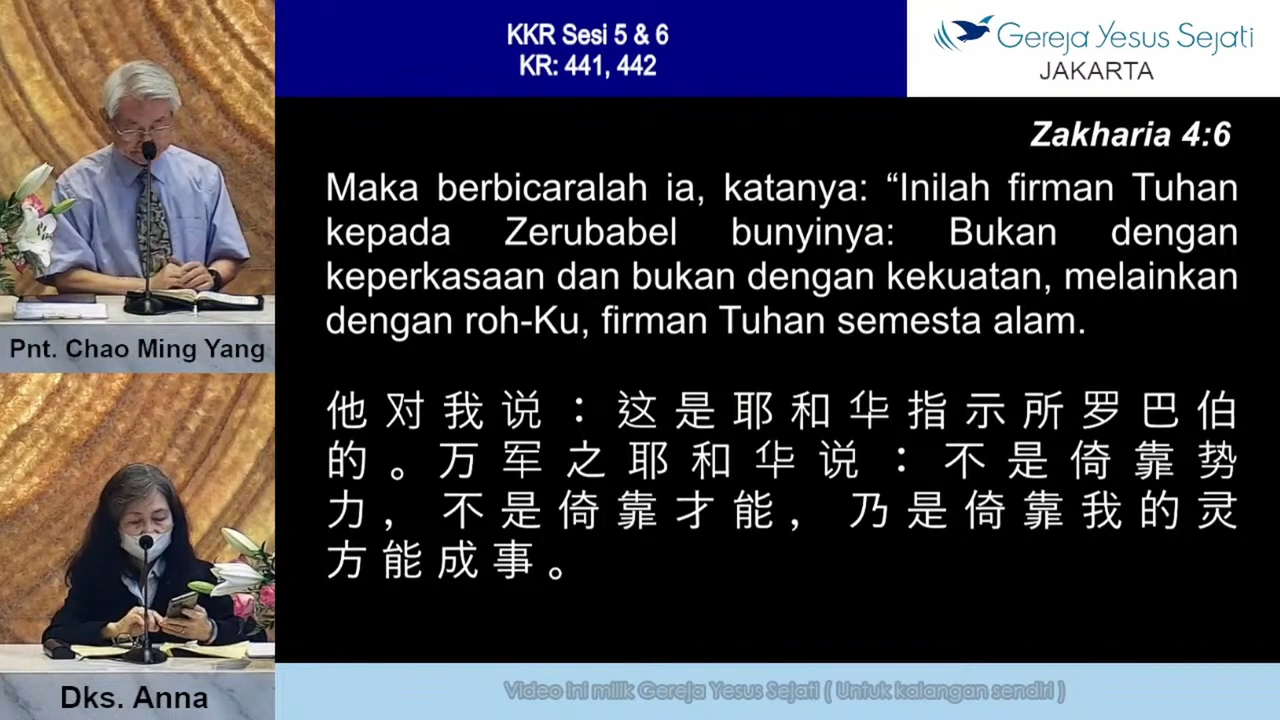 KKR Sesi 5 & 6
KR: 441, 442
Gereja Yesus Sejati
JAKARTA
Zakharia 4:6
Maka berbicaralah ia, katanya: “Inilah firman Tuhan
kepada Zerubabel bunyinya: Bukan dengan
keperkasaan dan bukan dengan kekuatan, melainkan
dengan roh-Ku, firman Tuhan semesta alam.
他对我说：这是耶和华指示所罗巴伯
的。万军之耶和华说：不是倚靠势
力，不是倚靠才能，乃是倚靠我的灵
方能成事。
Pnt. Chao Ming Yang
Dks. Anna
Video ini milik Gereja Yesus Sejati ( Untuk kalangan sendiri )